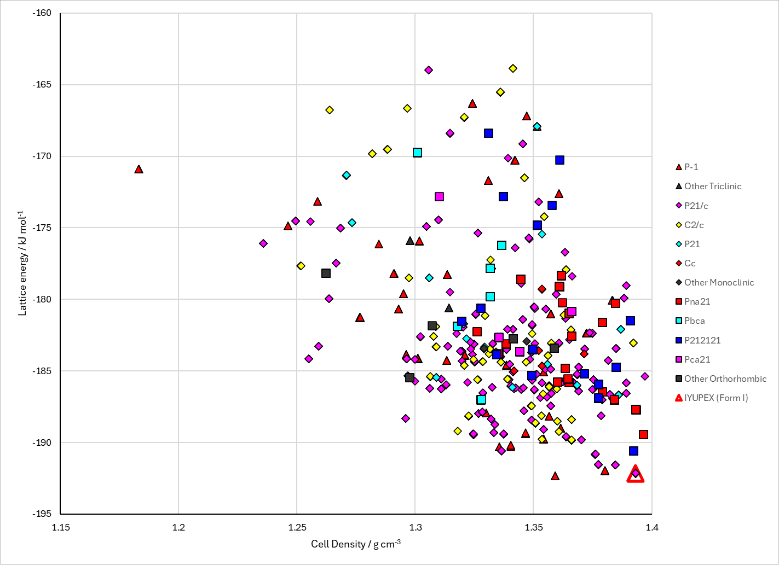 -160
-165
-170
-175
-180
-185
-190
-195
Lattice energy / kJ mol-1
1.15
1.2
1.25
1.3
1.35
1.4
Cell Density / g cm-3
P-1
Other Triclinic
P21/c
C2/c
P21
Cc
Other Monoclinic
Pna21
Pbca
P212121
Pca21
Other Orthorhombic
IYUPEX (Form I)